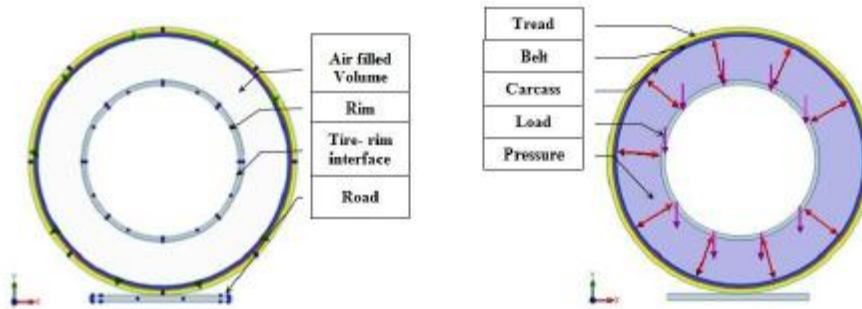 Air filled
Volume
Rim
Tire- rim
interface
Road
Tread
Belt
Carcass
Load
Pressure